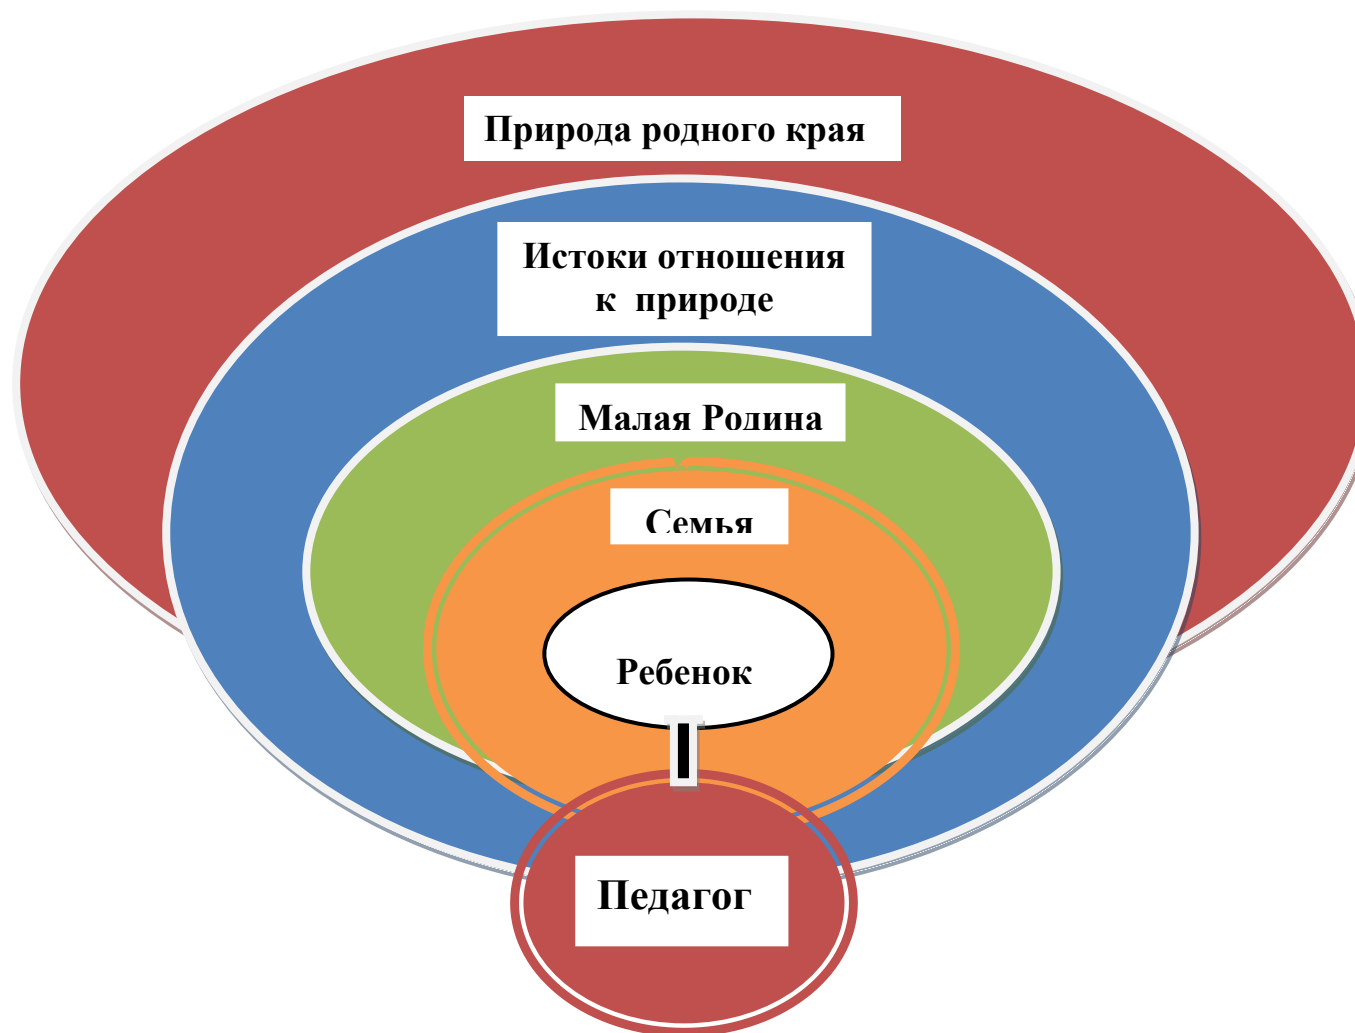 Природа родного края
Истоки отношения
к природе
Малая Родина
Семья
Ребенок
Педагог